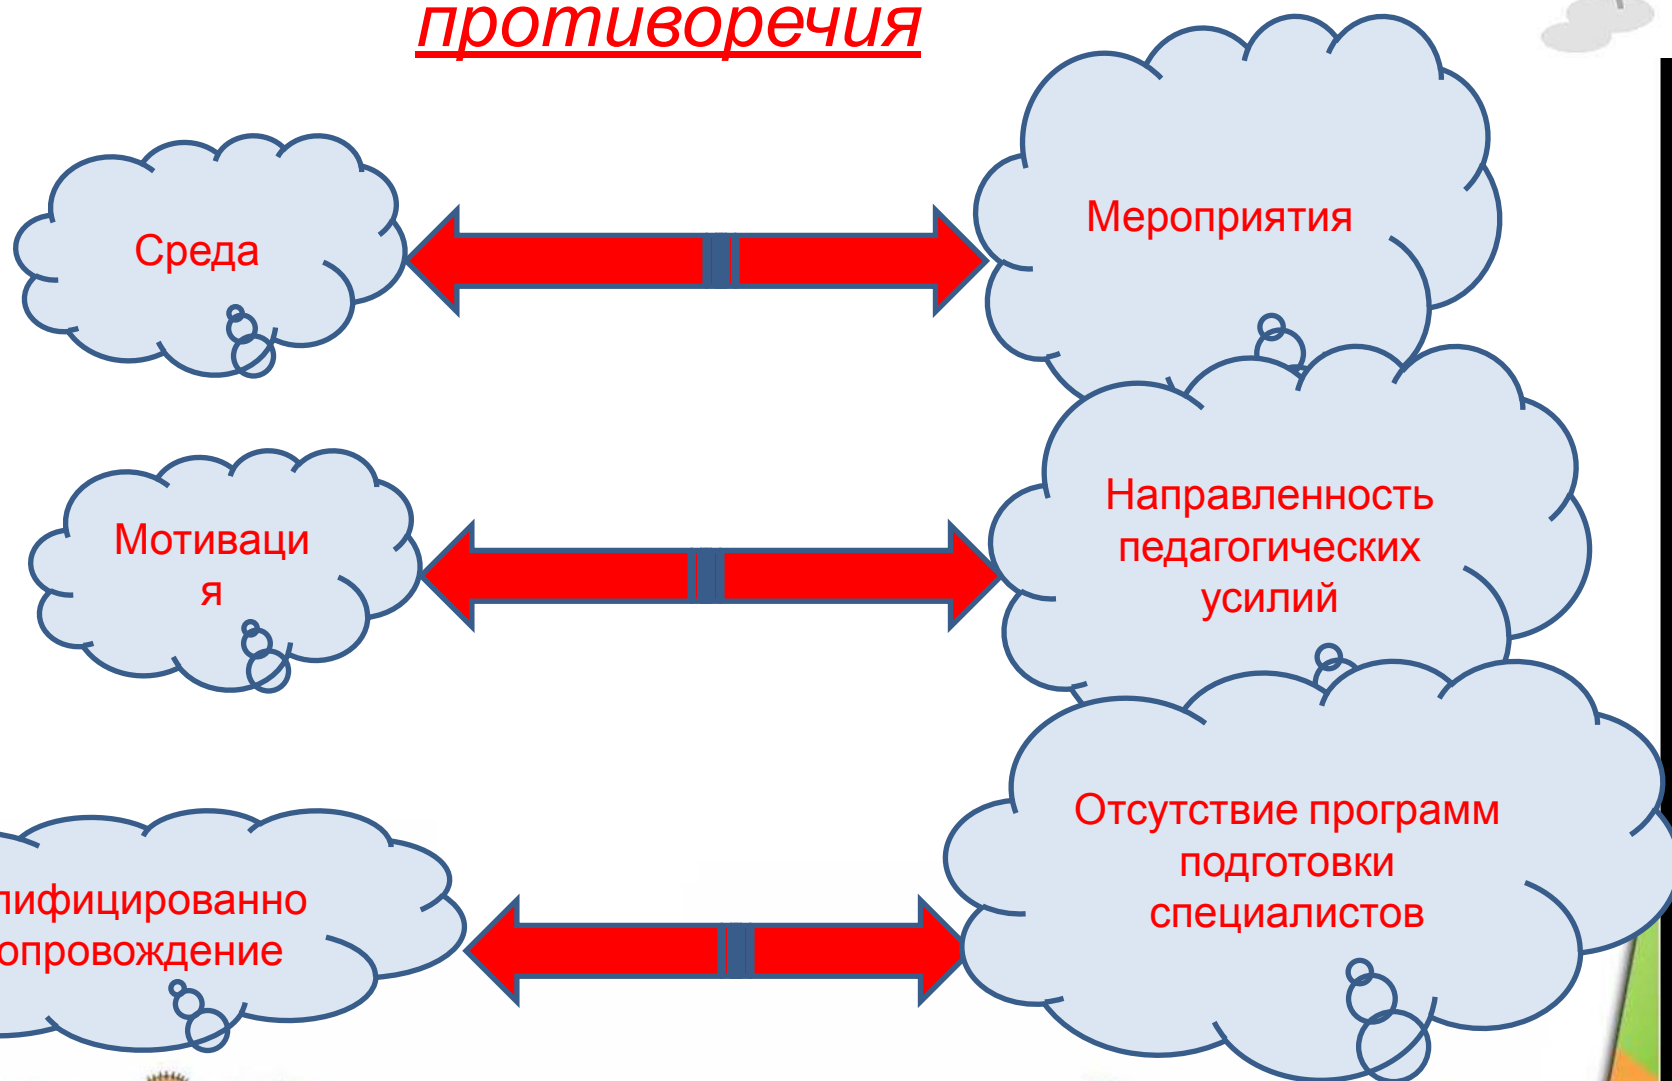 противоречия
Среда
Мероприятия
Мотиваци
я
Направленность
педагогических
усилий
лифицированно
опровождение
Отсутствие программ
подготовки
специалистов